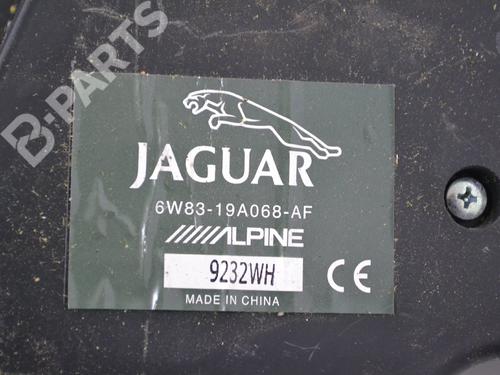 B-PARTS
JAGUAR
6W83-19A068-AF
ALPINE
9232WH
CE
MADE IN CHINA